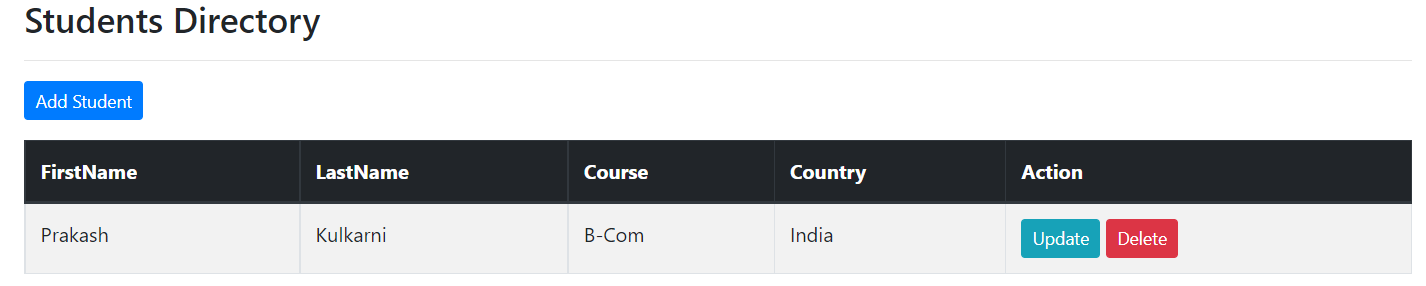 Students Directory
Add Student
FirstName LastName Course Country Action
Prakash Kulkarni B-Com India Update Delete